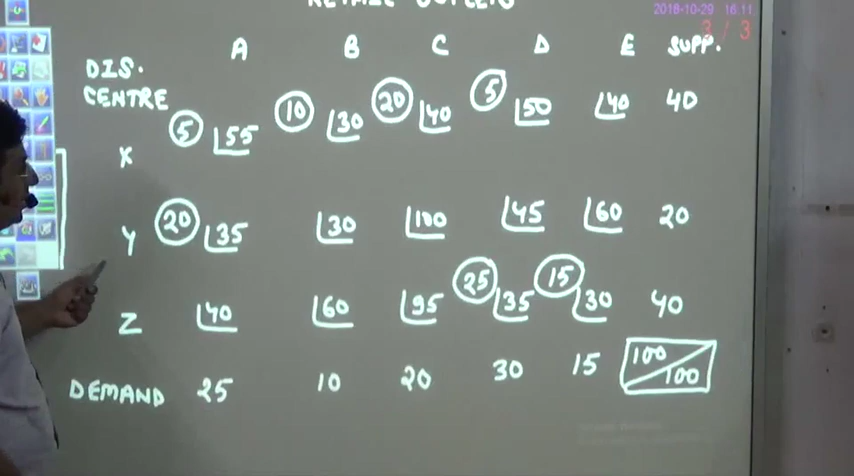 RETAIL OUTLETS
2018-10-29 16.11
3 / 3
A B C D E SUPP.
DIS.
CENTRE
X 5 55 10 30 20 40 5 50 40 40
Y 20 35 30 100 45 60 20
Z 40 60 95 25 35 15 30 40
DEMAND 25 10 20 30 15 100/100